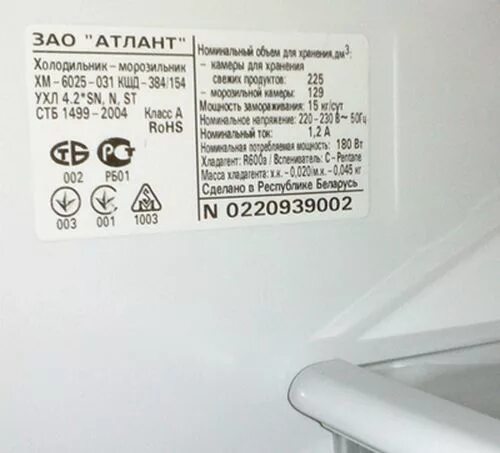 ЗАО "АТЛАНТ"
Холодильник - морозильник
ХМ - 6025 - 031 КШД - 384/154
УХЛ 4.2*SN, N, ST
СТБ 1499 - 2004 Класс А
RoHS
СТБ РСТ
002 РБ01
003 001 1003
Номинальный объем для хранения,дм³:
- камеры для хранения
свежих продуктов: 225
- морозильной камеры: 129
Мощность замораживания: 15 кг/сут
Номинальное напряжение: 220 - 230 В~ 50Гц
Номинальный ток: 1,2 А
Номинальная потребляемая мощность: 180 Вт
Хладагент: R600a / Вспениватель: C - Pentane
Масса хладагента: х.к. - 0,020/м.к. - 0,045 кг
Сделано в Республике Беларусь
N 0220939002